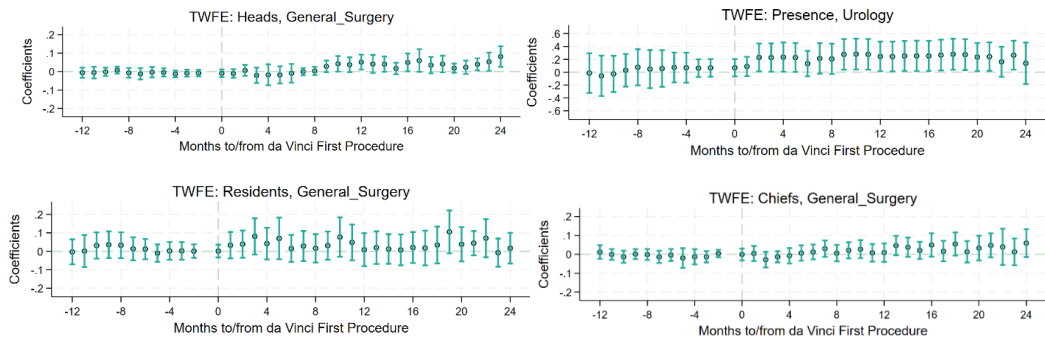 TWFE: Heads, General_Surgery
Coefficients
.2
.1
0
-.1
-.2
-12 -8 -4 0 4 8 12 16 20 24
Months to/from da Vinci First Procedure
TWFE: Presence, Urology
Coefficients
.6
.4
.2
0
-.2
-.4
-.6
-12 -8 -4 0 4 8 12 16 20 24
Months to/from da Vinci First Procedure
TWFE: Residents, General_Surgery
Coefficients
.2
.1
0
-.1
-.2
-12 -8 -4 0 4 8 12 16 20 24
Months to/from da Vinci First Procedure
TWFE: Chiefs, General_Surgery
Coefficients
.2
.1
0
-.1
-.2
-12 -8 -4 0 4 8 12 16 20 24
Months to/from da Vinci First Procedure